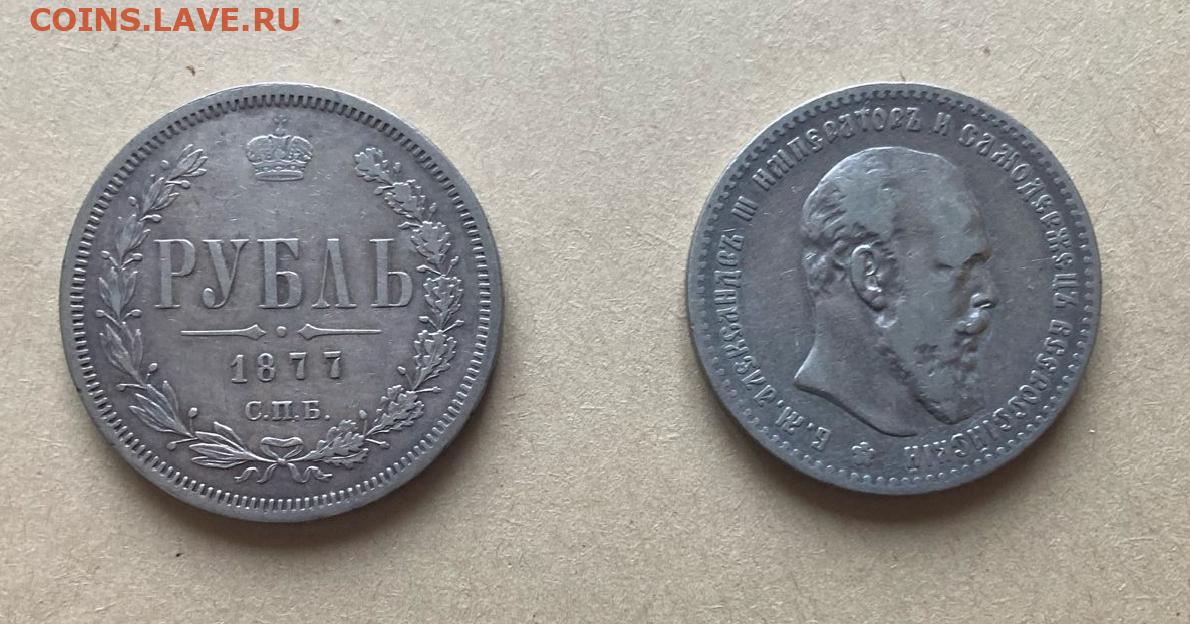 COINS.LAVE.RU
РУБЛЬ
1877
С.П.Б.
Б. М. АЛЕКСАНДРЪ III ИМПЕРАТОРЪ И САМОДЕРЖЕЦЪ ВСЕРОССІЙСКІЙ